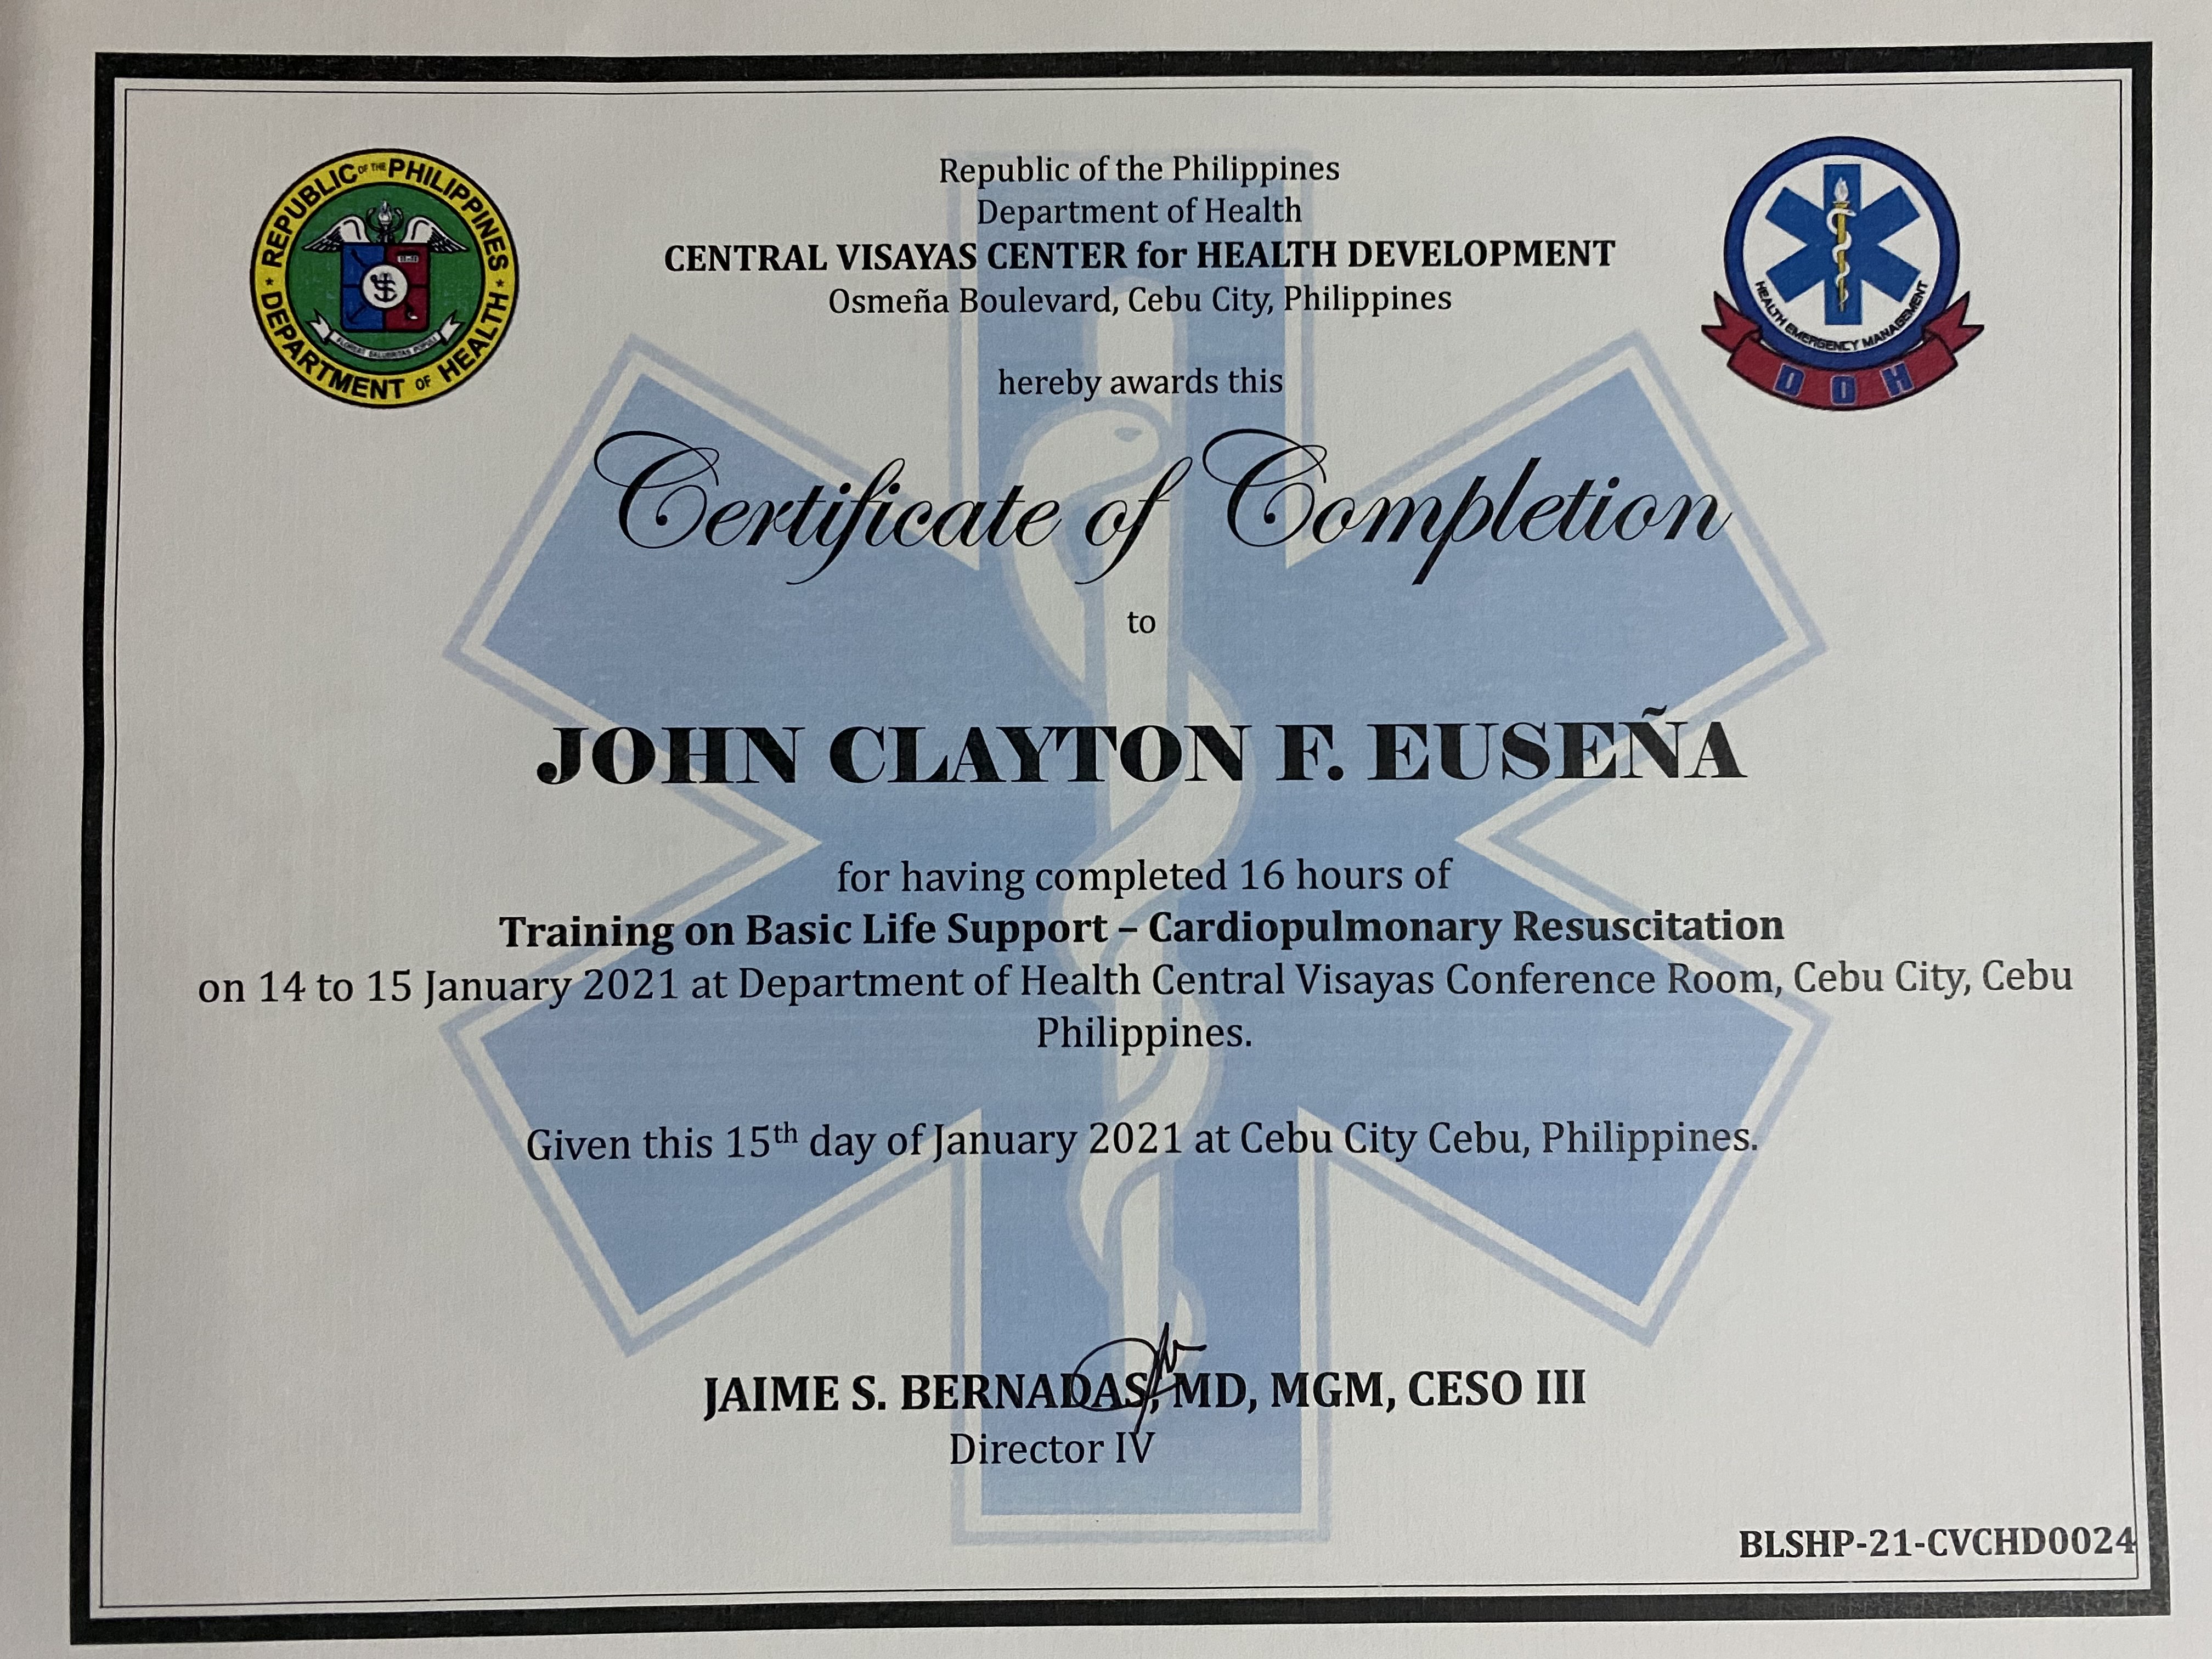 REPUBLIC OF THE PHILIPPINES
DEPARTMENT OF HEALTH
FLOREAT SALUBRITAS POPULI
Republic of the Philippines
Department of Health
CENTRAL VISAYAS CENTER for HEALTH DEVELOPMENT
Osmeña Boulevard, Cebu City, Philippines
HEALTH EMERGENCY MANAGEMENT
DOH
hereby awards this
Certificate of Completion
to
JOHN CLAYTON F. EUSEÑA
for having completed 16 hours of
Training on Basic Life Support – Cardiopulmonary Resuscitation
on 14 to 15 January 2021 at Department of Health Central Visayas Conference Room, Cebu City, Cebu
Philippines.
Given this 15th day of January 2021 at Cebu City Cebu, Philippines.
JAIME S. BERNADAS, MD, MGM, CESO III
Director IV
BLSHP-21-CVCHD0024